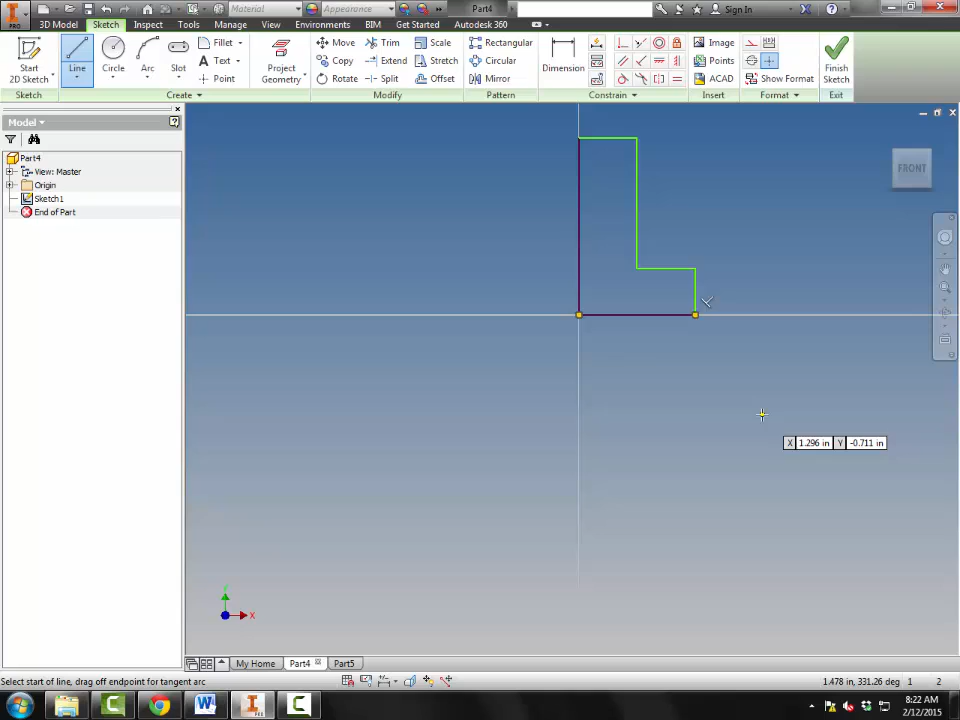 Material
Appearance
Part4
Sign In
PRO
3D Model
Sketch
Inspect
Tools
Manage
View
Environments
BIM
Get Started
Autodesk 360
Start
2D Sketch
Line
Circle
Arc
Slot
Fillet
Text
Point
Project
Geometry
Move
Copy
Rotate
Trim
Extend
Split
Scale
Stretch
Offset
Rectangular
Circular
Mirror
Dimension
Image
Points
ACAD
Show Format
Finish
Sketch
Sketch
Create
Modify
Pattern
Constrain
Insert
Format
Exit
Model
Part4
View: Master
Origin
Sketch1
End of Part
FRONT
X 1.296 in Y -0.711 in
X
My Home
Part4
Part5
Select start of line, drag off endpoint for tangent arc
1.478 in, 331.26 deg 1 2
8:22 AM
2/12/2015